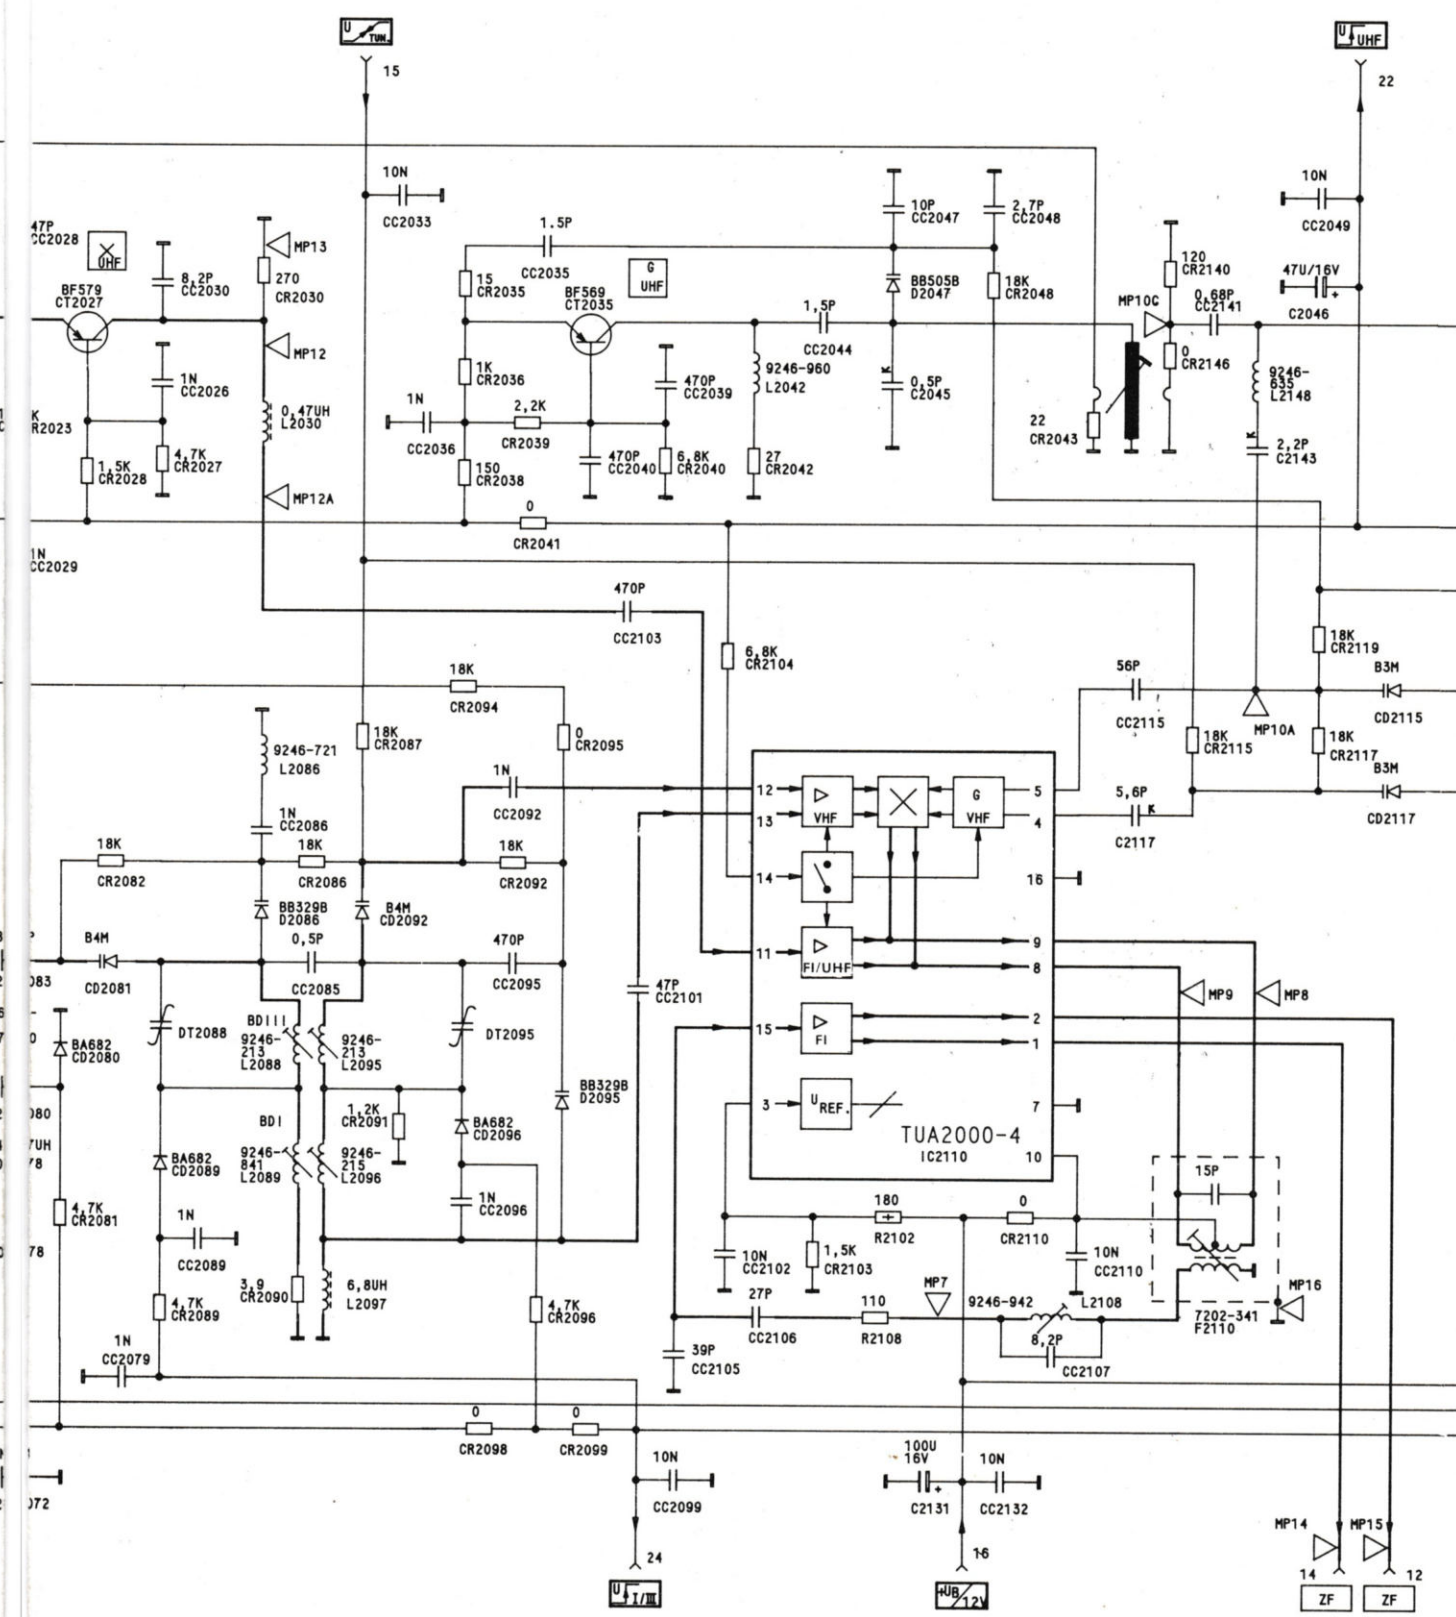 U TUN.
15
U UHF
22
10N
CC2033
10N
CC2049
47U/16V
+
C2046
47P
CC2028
UHF
BF579
CT2027
8,2P
CC2030
MP13
270
CR2030
MP12
1N
CC2026
0,47UH
L2030
K
R2023
1,5K
CR2028
4,7K
CR2027
MP12A
1N
CC2029
1.5P
CC2035
15
CR2035
G
UHF
BF569
CT2035
1K
CR2036
1N
CC2036
2,2K
CR2039
150
CR2038
470P
CC2039
470P
CC2040
6,8K
CR2040
9246-960
L2042
27
CR2042
1,5P
CC2044
10P
CC2047
2,7P
CC2048
BB505B
D2047
18K
CR2048
K
0,5P
C2045
22
CR2043
120
CR2140
MP10C
0,68P
CC2141
0
CR2146
9246-
635
L2148
K
2,2P
C2143
0
CR2041
470P
CC2103
6,8K
CR2104
18K
CR2094
0
CR2095
18K
CR2087
9246-721
L2086
1N
CC2086
1N
CC2092
18K
CR2082
18K
CR2086
18K
CR2092
BB329B
D2086
B4M
CD2092
B4M
CD2081
0,5P
CC2085
470P
CC2095
47P
CC2101
DT2088
DT2095
BDIII
9246-
213
L2088
9246-
213
L2095
BA682
CD2080
083
080
BDI
9246-
841
L2089
9246-
215
L2096
1,2K
CR2091
BA682
CD2096
BB329B
D2095
BA682
CD2089
1N
CC2096
4,7K
CR2081
1N
CC2089
3,9
CR2090
6,8UH
L2097
4,7K
CR2089
4,7K
CR2096
1N
CC2079
0
CR2098
0
CR2099
10N
CC2099
24
U I/III
072
12
13
14
11
15
3
VHF
G
VHF
FI/UHF
FI
U REF.
5
4
16
9
8
2
1
7
10
TUA2000-4
IC2110
56P
CC2115
5,6P
K
C2117
18K
CR2115
MP10A
18K
CR2119
18K
CR2117
B3M
CD2115
B3M
CD2117
MP9
MP8
180
R2102
0
CR2110
10N
CC2102
1,5K
CR2103
10N
CC2110
15P
MP16
7202-341
F2110
27P
CC2106
110
R2108
MP7
9246-942
L2108
8,2P
CC2107
39P
CC2105
100U
16V
+
C2131
10N
CC2132
16
+UB/12V
MP14
MP15
14
12
ZF
ZF